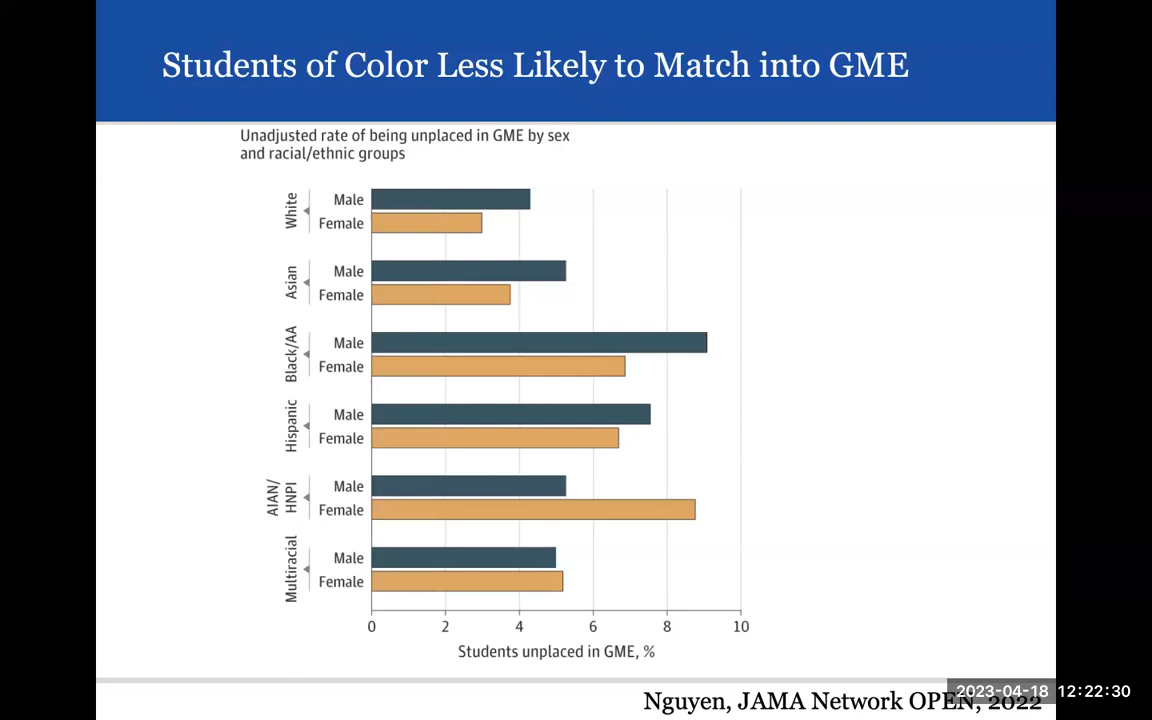 Students of Color Less Likely to Match into GME
Unadjusted rate of being unplaced in GME by sex
and racial/ethnic groups
White
Male
Female
Asian
Male
Female
Black/AA
Male
Female
Hispanic
Male
Female
AIAN/
HNPI
Male
Female
Multiracial
Male
Female
0 2 4 6 8 10
Students unplaced in GME, %
Nguyen, JAMA Network OPEN, 2022
2023-04-18 12:22:30